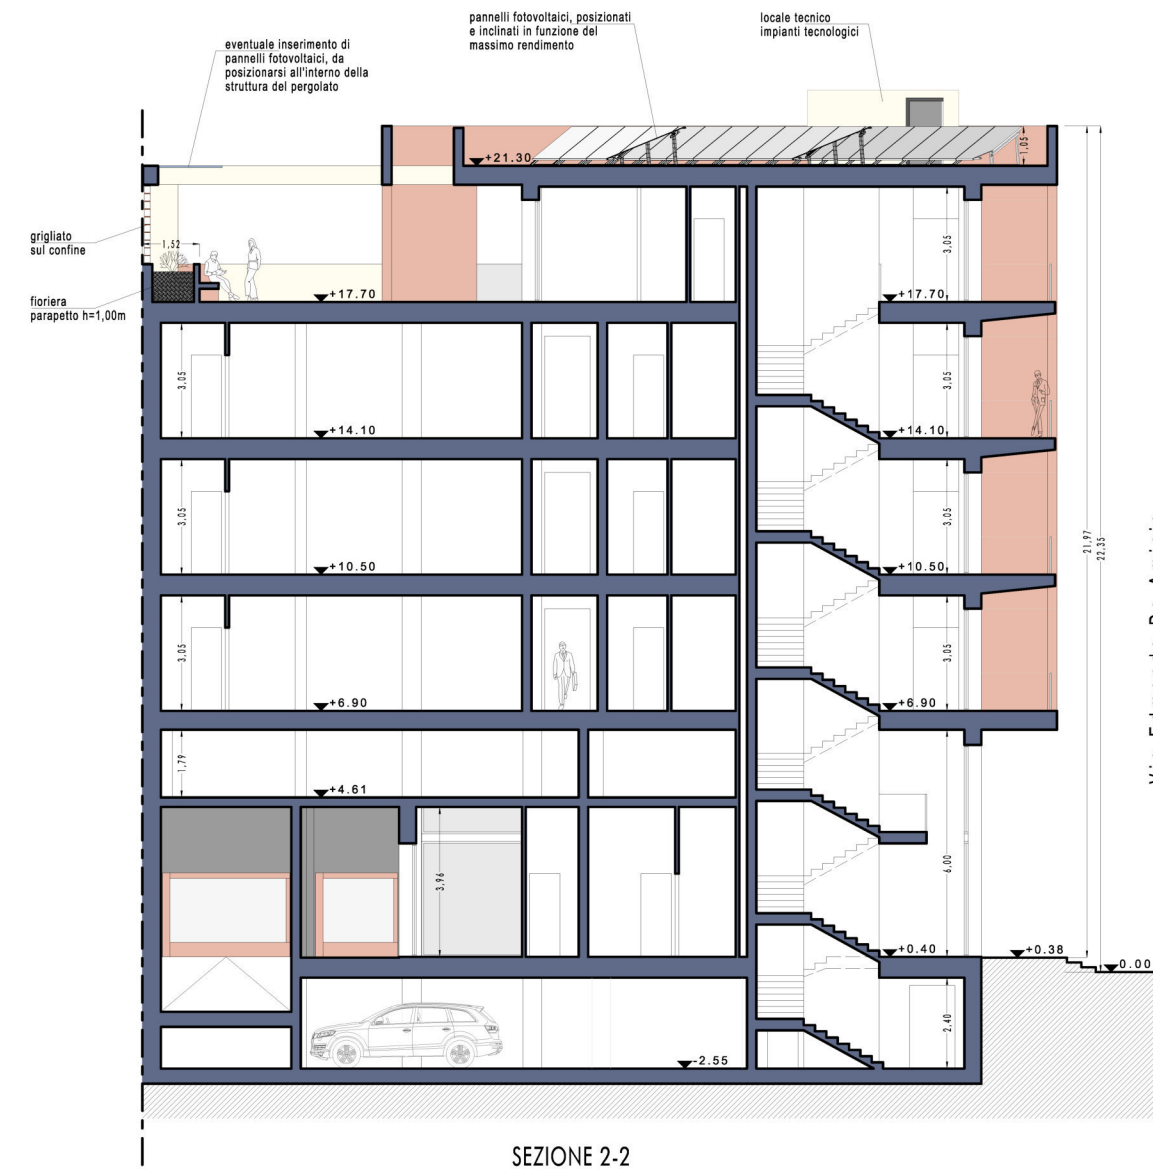 pannelli fotovoltaici, posizionati
e inclinati in funzione del
massimo rendimento
locale tecnico
impianti tecnologici
eventuale inserimento di
pannelli fotovoltaici, da
posizionarsi all'interno della
struttura del pergolato
+21.30
1.05
grigliato
sul confine
1,52
3,05
fioriera
parapetto h=1,00m
+17.70
+17.70
3,05
3,05
+14.10
+14.10
3,05
3,05
+10.50
+10.50
21,97
22,35
3,05
3,05
+6.90
+6.90
1,79
+4.61
3,96
6,00
+0.40
+0.38
0.00
2,40
-2.55
SEZIONE 2-2